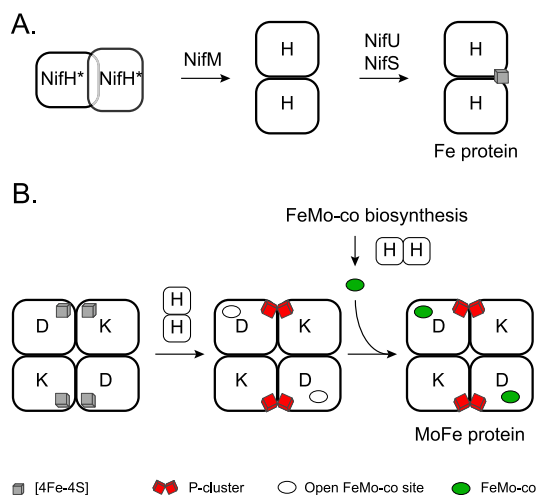 A.
NifH*
NifH*
NifM
H
H
NifU
NifS
H
H
Fe protein
B.
FeMo-co biosynthesis
H H
D K
K D
H
H
D K
K D
D K
K D
MoFe protein
[4Fe-4S]
P-cluster
Open FeMo-co site
FeMo-co